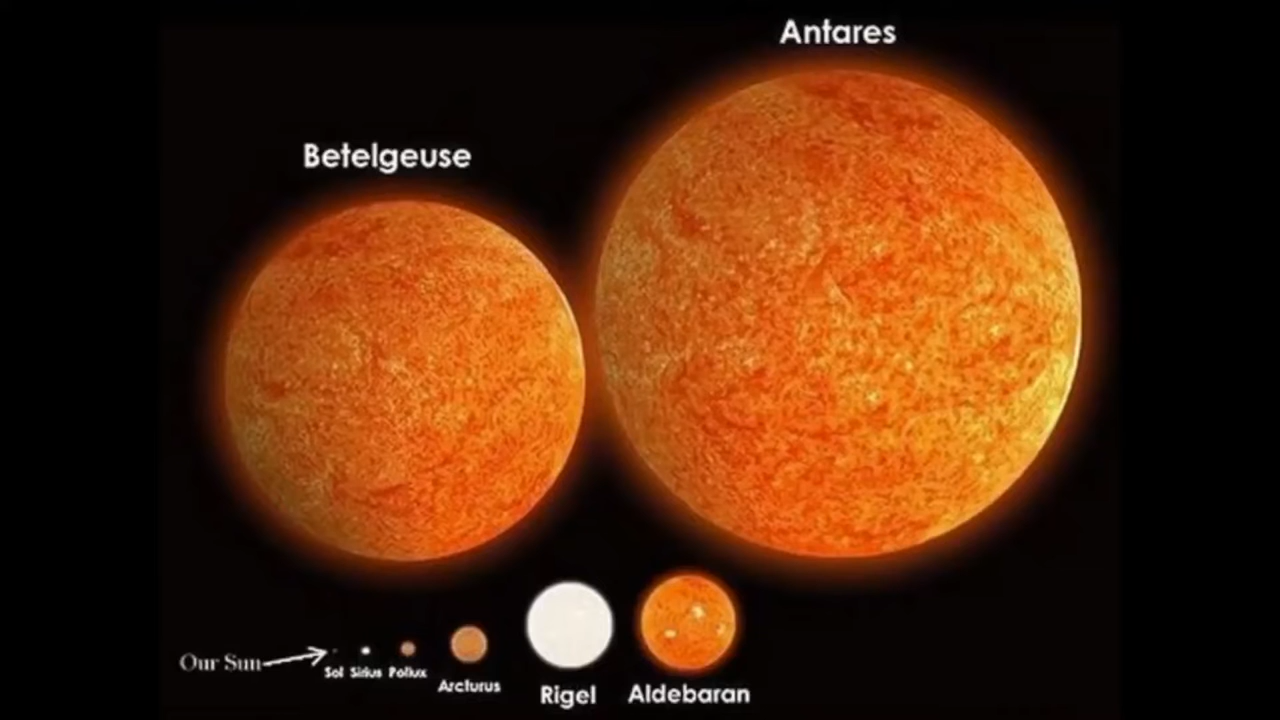 Antares
Betelgeuse
Our Sun
Sol
Sirius
Pollux
Arcturus
Rigel
Aldebaran